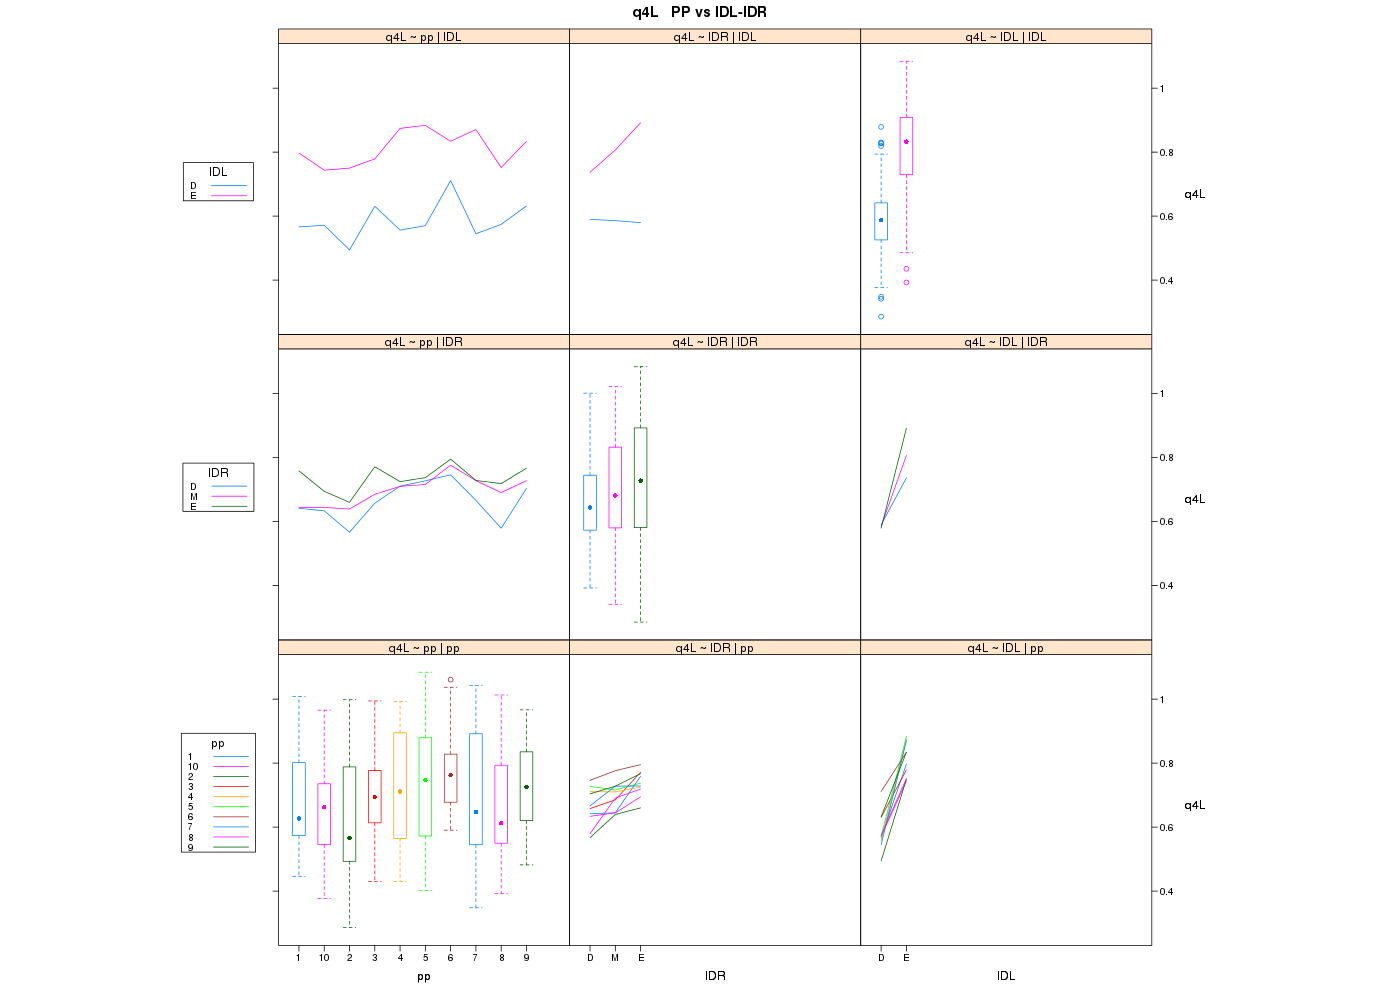 q4L   PP vs IDL-IDR
q4L ~ pp | IDL
q4L ~ IDR | IDL
q4L ~ IDL | IDL
IDL
D
E
1
0.8
0.6
0.4
q4L
q4L ~ pp | IDR
q4L ~ IDR | IDR
q4L ~ IDL | IDR
IDR
D
M
E
1
0.8
0.6
0.4
q4L
q4L ~ pp | pp
q4L ~ IDR | pp
q4L ~ IDL | pp
pp
1
10
2
3
4
5
6
7
8
9
1
0.8
0.6
0.4
q4L
1 10 2 3 4 5 6 7 8 9
D M E
D E
pp
IDR
IDL